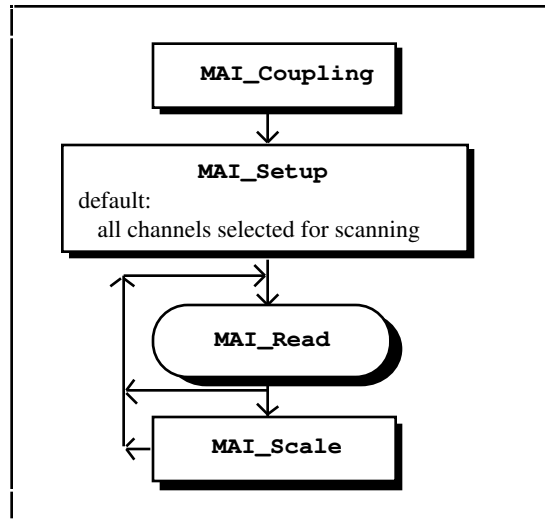 MAI_Coupling
MAI_Setup
default:
all channels selected for scanning
MAI_Read
MAI_Scale